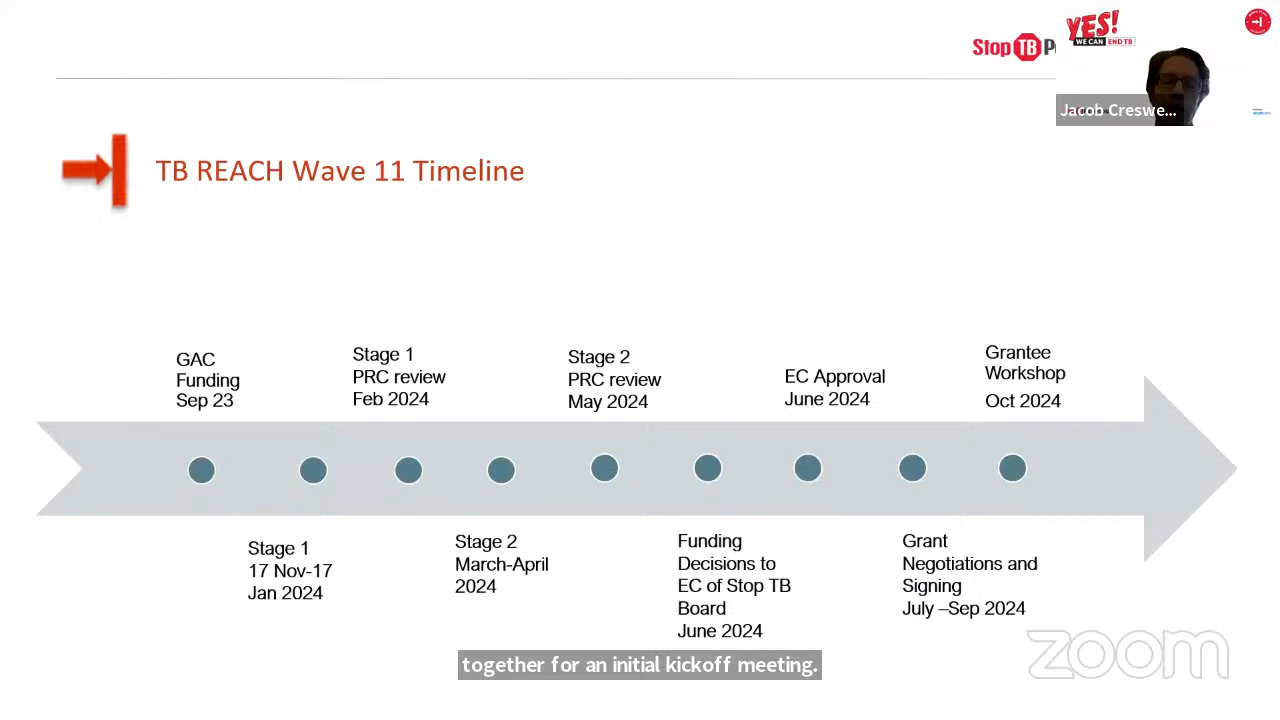 Stop TB P
YES!
WE CAN END TB
Jacob Creswe...
TB REACH Wave 11 Timeline
GAC
Funding
Sep 23
Stage 1
PRC review
Feb 2024
Stage 2
PRC review
May 2024
EC Approval
June 2024
Grantee
Workshop
Oct 2024
Stage 1
17 Nov-17
Jan 2024
Stage 2
March-April
2024
Funding
Decisions to
EC of Stop TB
Board
June 2024
Grant
Negotiations and
Signing
July –Sep 2024
together for an initial kickoff meeting.
zoom